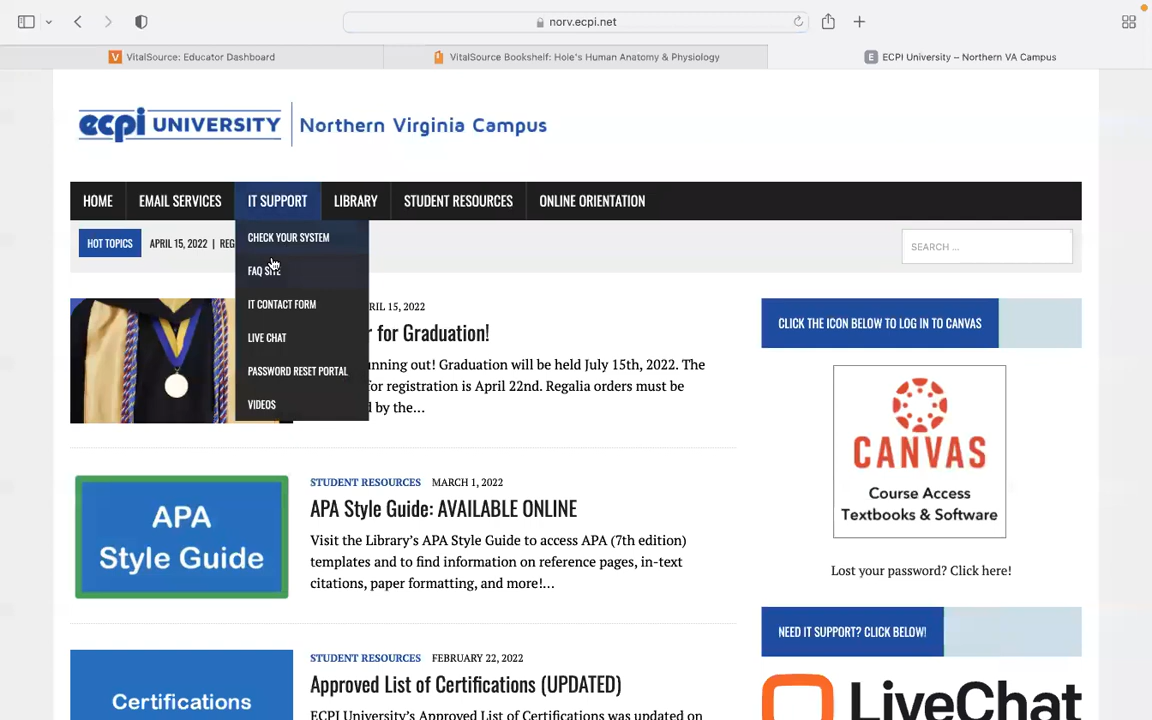 norv.ecpi.net
VitalSource: Educator Dashboard
VitalSource Bookshelf: Hole's Human Anatomy & Physiology
E ECPI University – Northern VA Campus
ecpi UNIVERSITY Northern Virginia Campus
HOME EMAIL SERVICES IT SUPPORT LIBRARY STUDENT RESOURCES ONLINE ORIENTATION
HOT TOPICS APRIL 15, 2022 | REG
SEARCH ...
CHECK YOUR SYSTEM
FAQ SITE
IT CONTACT FORM
LIVE CHAT
PASSWORD RESET PORTAL
VIDEOS
RIL 15, 2022
r for Graduation!
unning out! Graduation will be held July 15th, 2022. The
for registration is April 22nd. Regalia orders must be
d by the...
APA
Style Guide
STUDENT RESOURCES MARCH 1, 2022
APA Style Guide: AVAILABLE ONLINE
Visit the Library's APA Style Guide to access APA (7th edition)
templates and to find information on reference pages, in-text
citations, paper formatting, and more!...
Certifications
STUDENT RESOURCES FEBRUARY 22, 2022
Approved List of Certifications (UPDATED)
ECPI University's Approved List of Certifications was updated on
CLICK THE ICON BELOW TO LOG IN TO CANVAS
CANVAS
Course Access
Textbooks & Software
Lost your password? Click here!
NEED IT SUPPORT? CLICK BELOW!
LiveChat